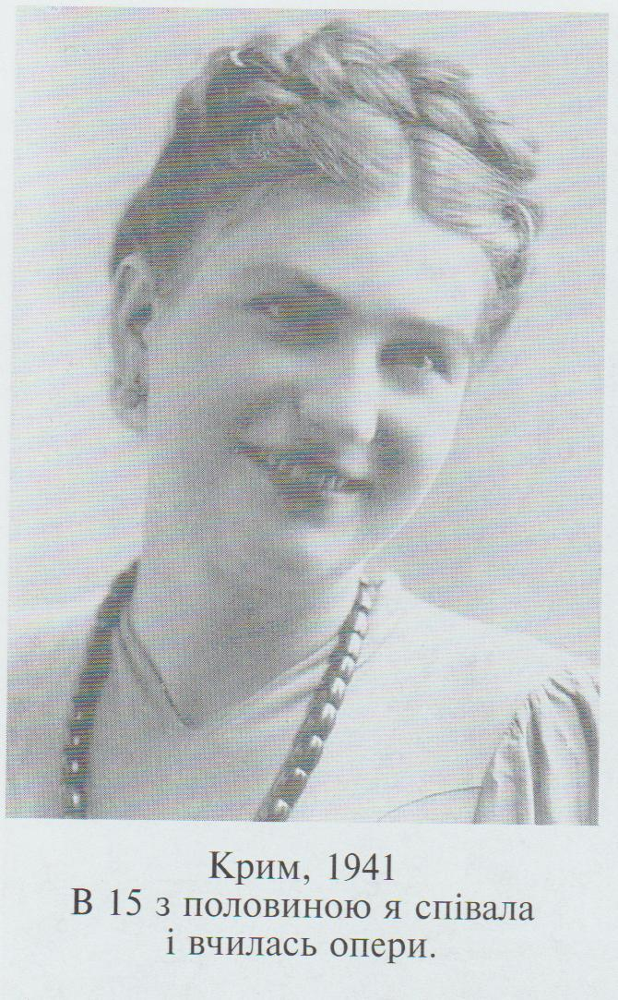 Крим, 1941
В 15 з половиною я співала
і вчилась опери.